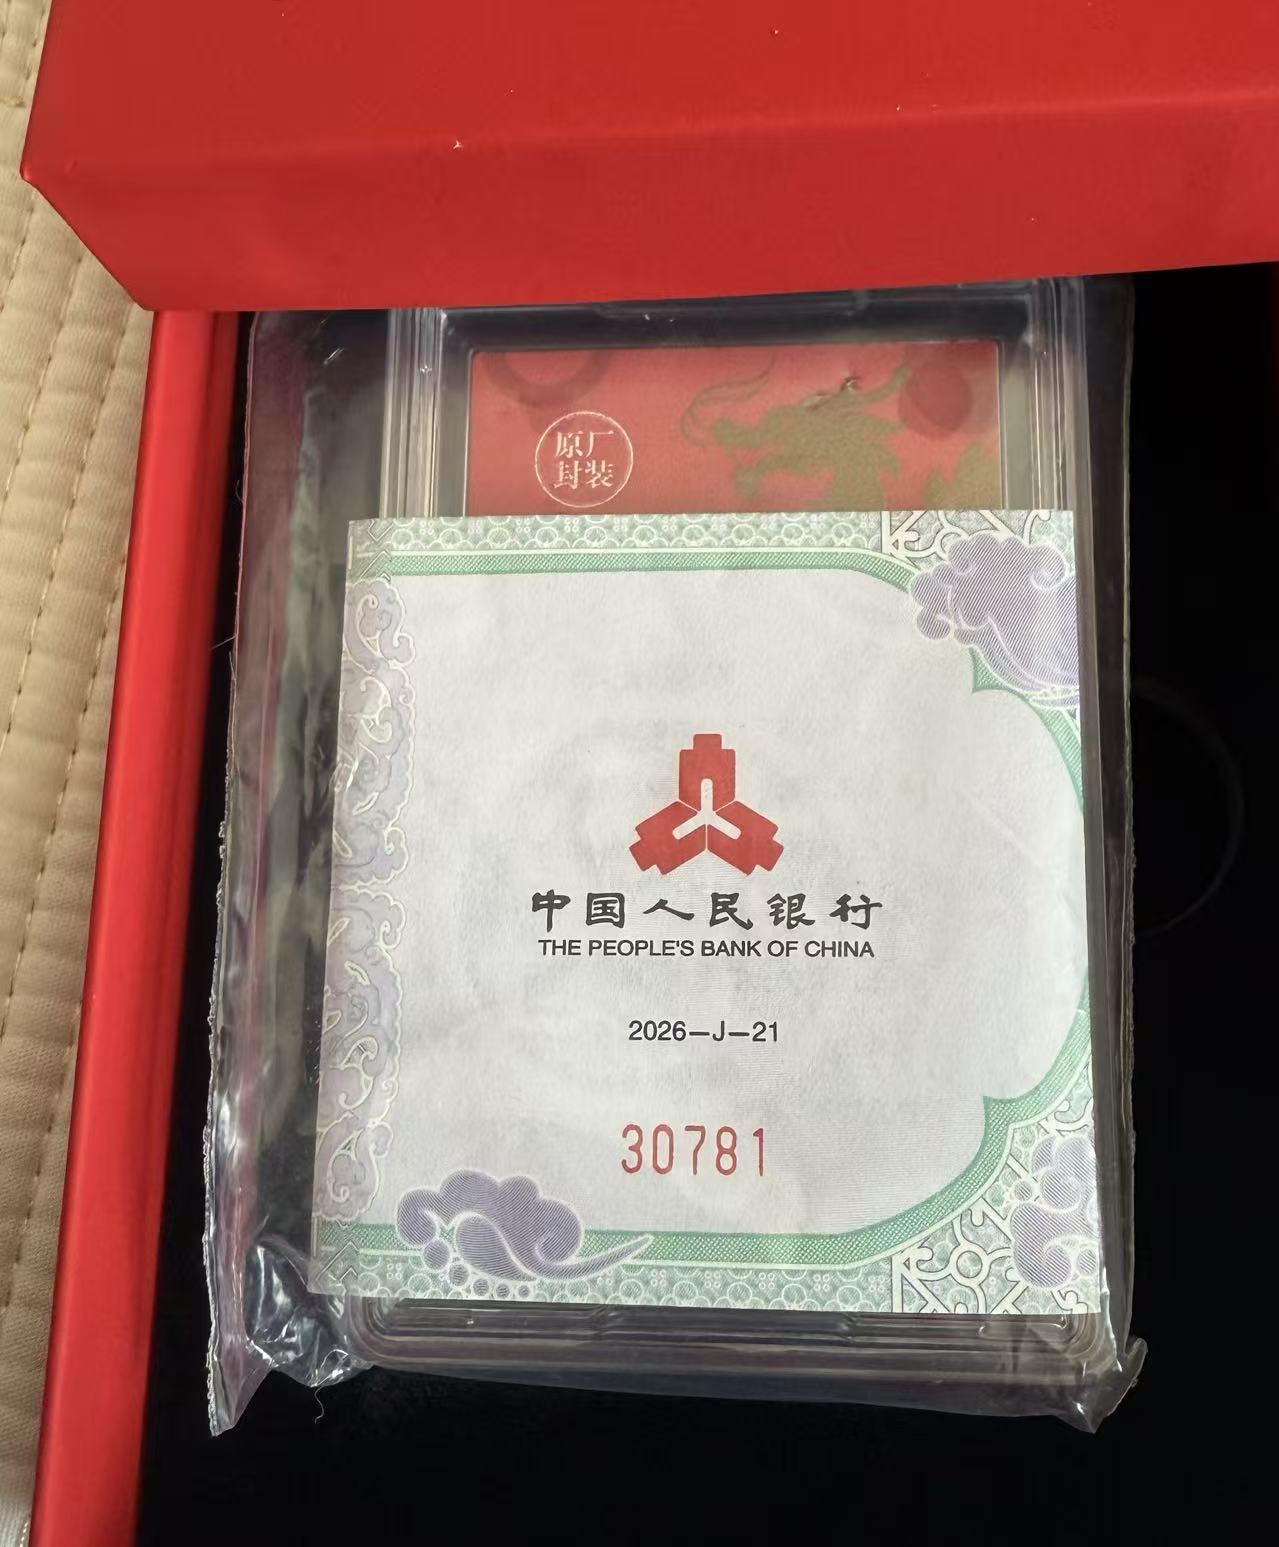 原厂
封装
中国人民银行
THE PEOPLE'S BANK OF CHINA
2026-J-21
30781